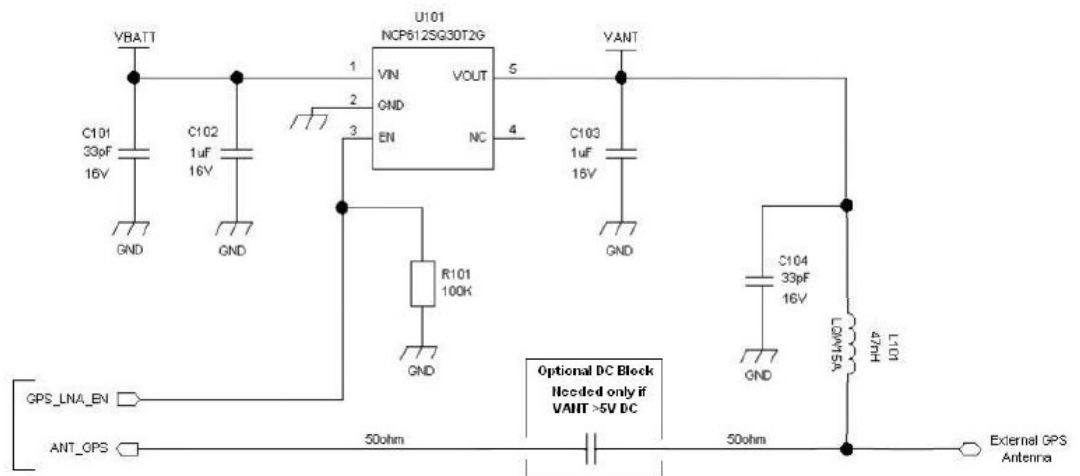 U101
NCP612SQ30T2G
VBATT
VANT
1
VIN
VOUT
5
2
GND
3
EN
NC
4
C101
33pF
16V
C102
1uF
16V
C103
1uF
16V
GND
GND
GND
R101
100K
C104
33pF
16V
L101
47nH
LQW15A
GND
GND
Optional DC Block
Needed only if
VANT >5V DC
GPS_LNA_EN
ANT_GPS
50ohm
50ohm
External GPS
Antenna